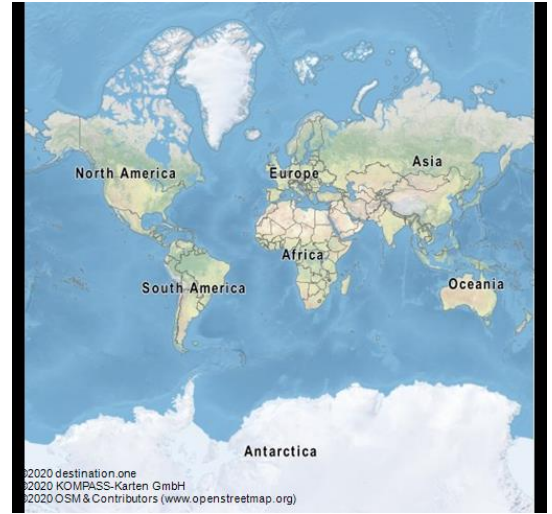 North America
Europe
Asia
Africa
South America
Oceania
Antarctica
©2020 destination.one
©2020 KOMPASS-Karten GmbH
©2020 OSM & Contributors (www.openstreetmap.org)